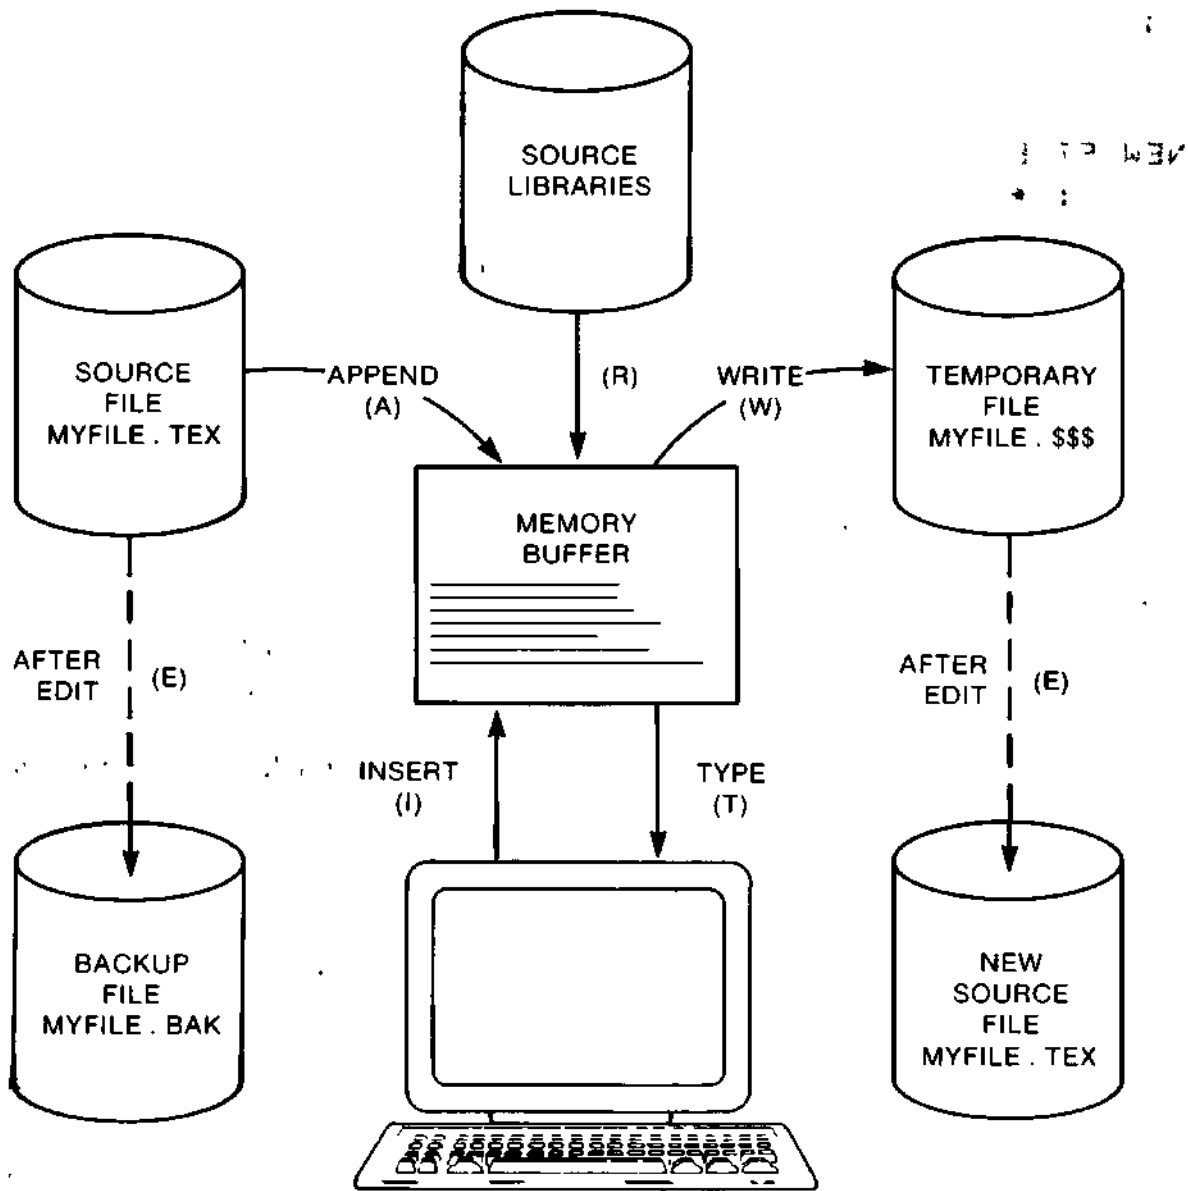 SOURCE
LIBRARIES
SOURCE
FILE
MYFILE . TEX
APPEND
(A)
(R)
WRITE
(W)
TEMPORARY
FILE
MYFILE . $$$
MEMORY
BUFFER
AFTER
EDIT
(E)
AFTER
EDIT
(E)
INSERT
(I)
TYPE
(T)
BACKUP
FILE
MYFILE . BAK
NEW
SOURCE
FILE
MYFILE . TEX